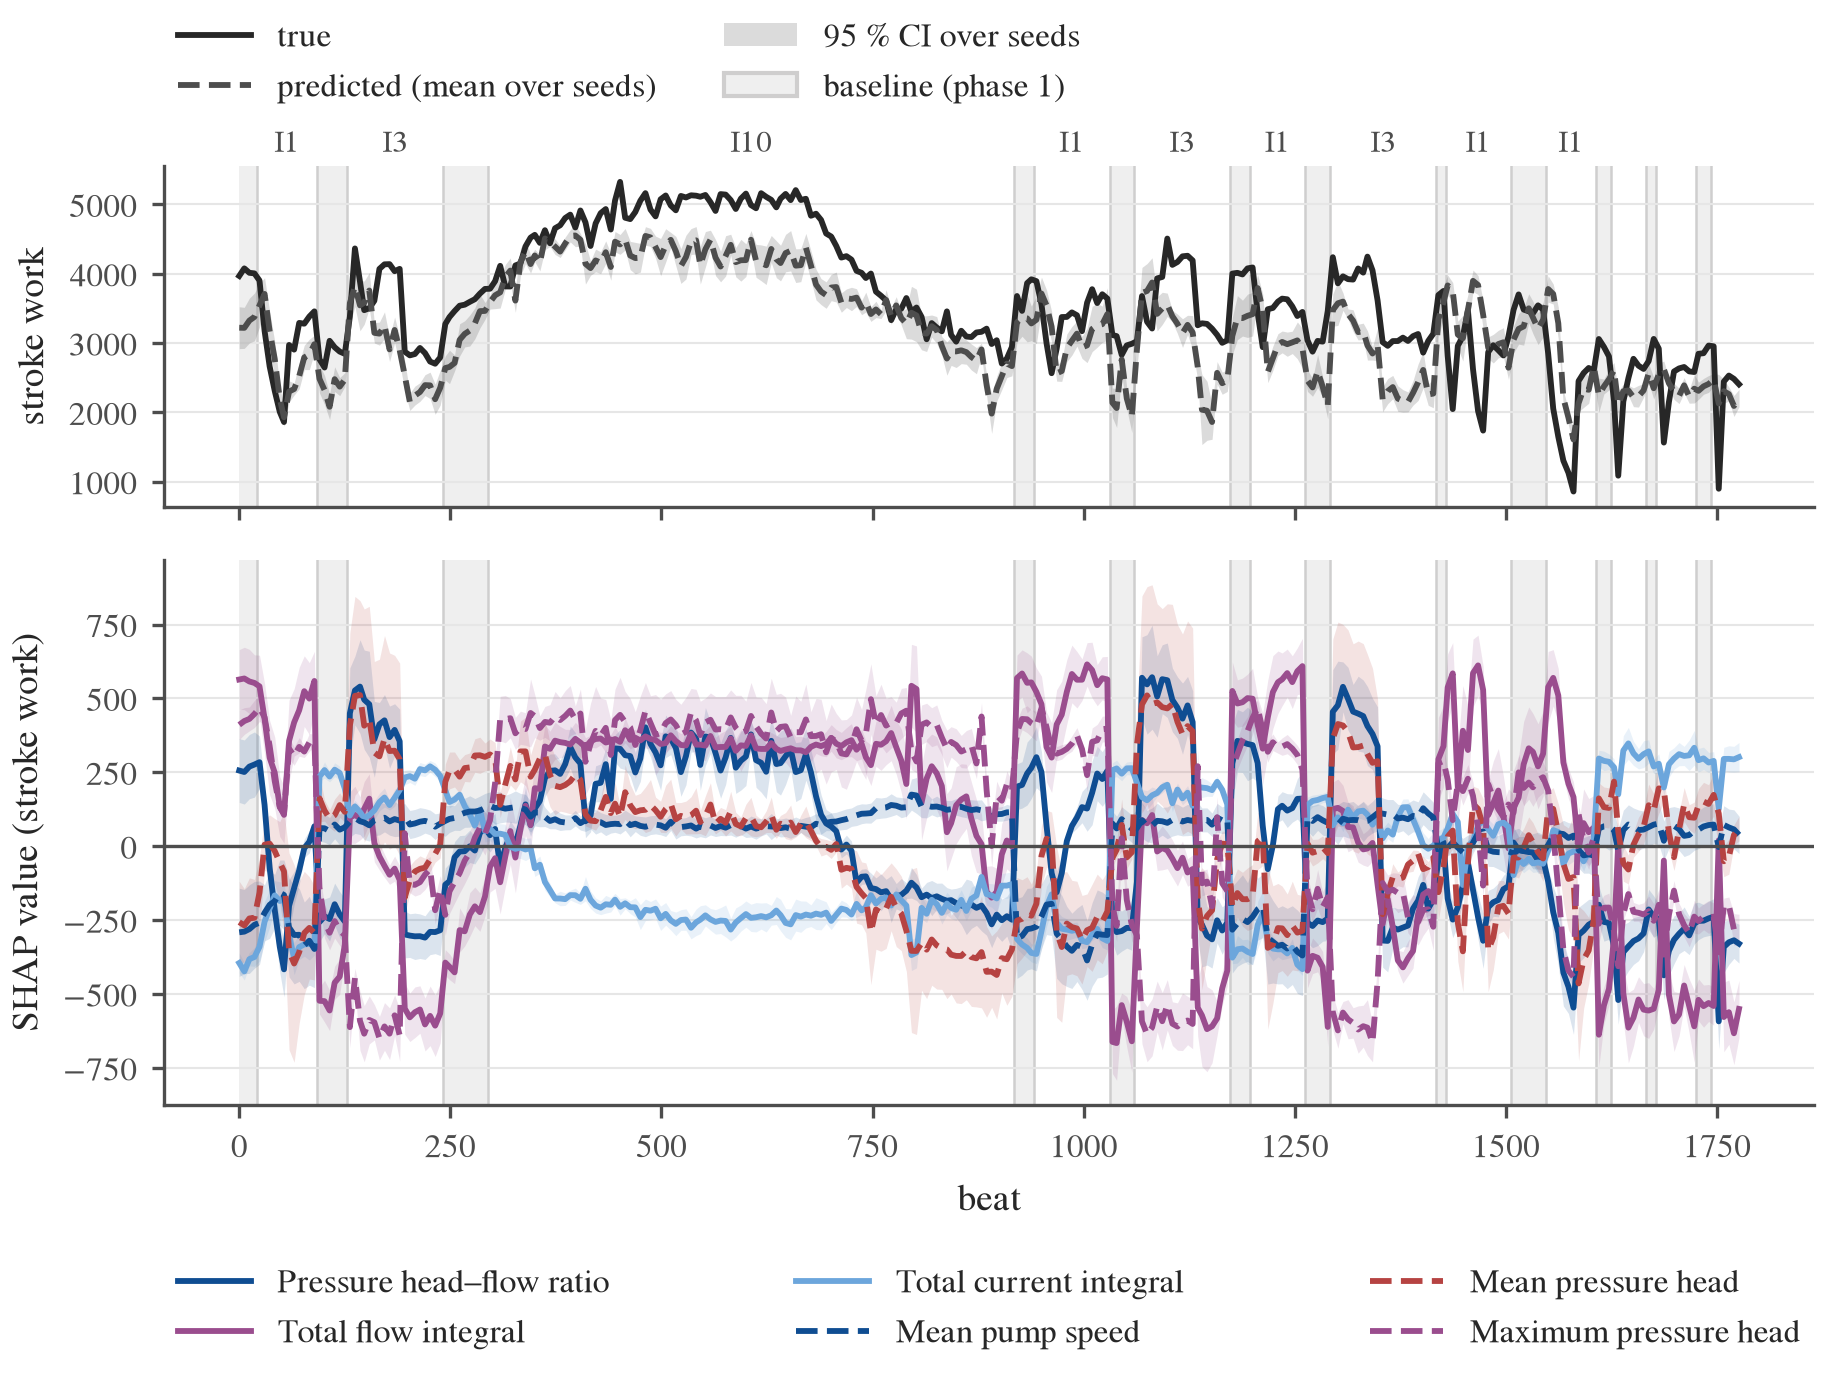 true
95 % CI over seeds
predicted (mean over seeds)
baseline (phase 1)
I1 I3 I10 I1 I3 I1 I3 I1 I1
5000
4000
3000
2000
1000
stroke work
750
500
250
0
−250
−500
−750
SHAP value (stroke work)
0 250 500 750 1000 1250 1500 1750
beat
Pressure head–flow ratio
Total current integral
Mean pressure head
Total flow integral
Mean pump speed
Maximum pressure head